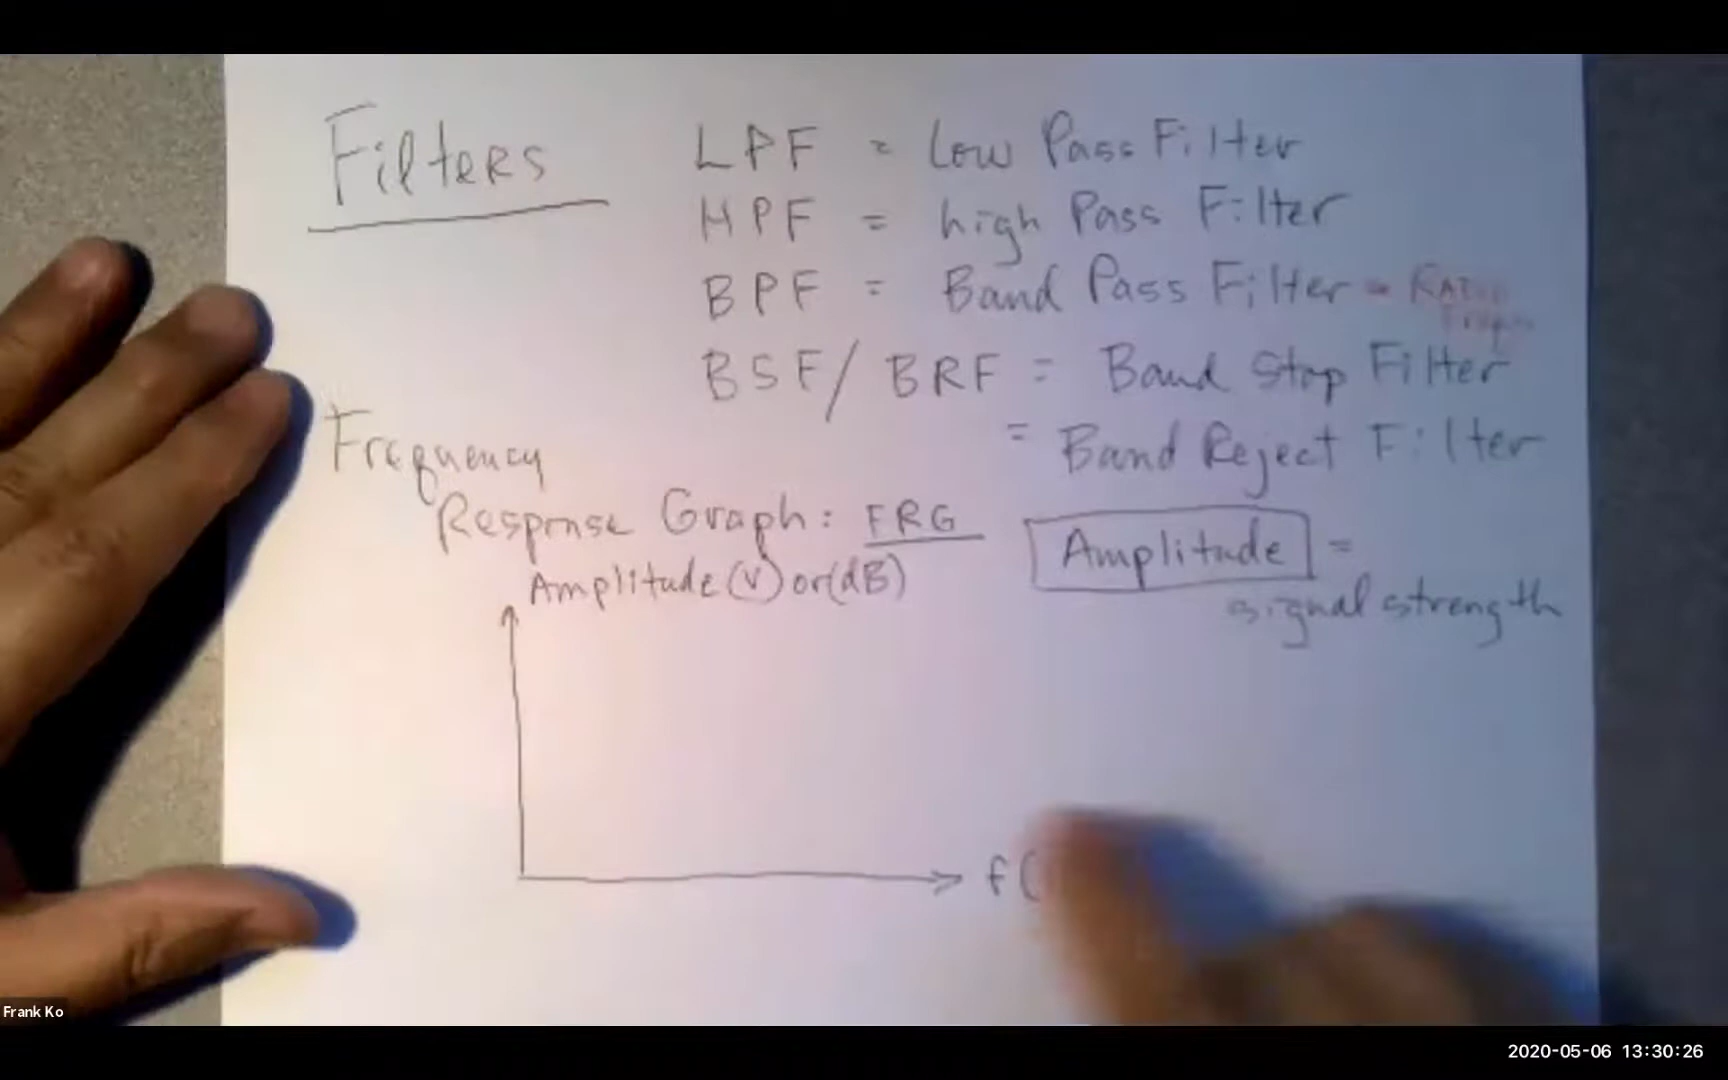 Filters
LPF = Low Pass Filter
HPF = high Pass Filter
BPF = Band Pass Filter =
BSF/BRF = Band Stop Filter
= Band Reject Filter
Frequency
Response Graph: FRG
Amplitude (V) or (dB)
Amplitude =
signal strength
f (
Frank Ko
2020-05-06 13:30:26